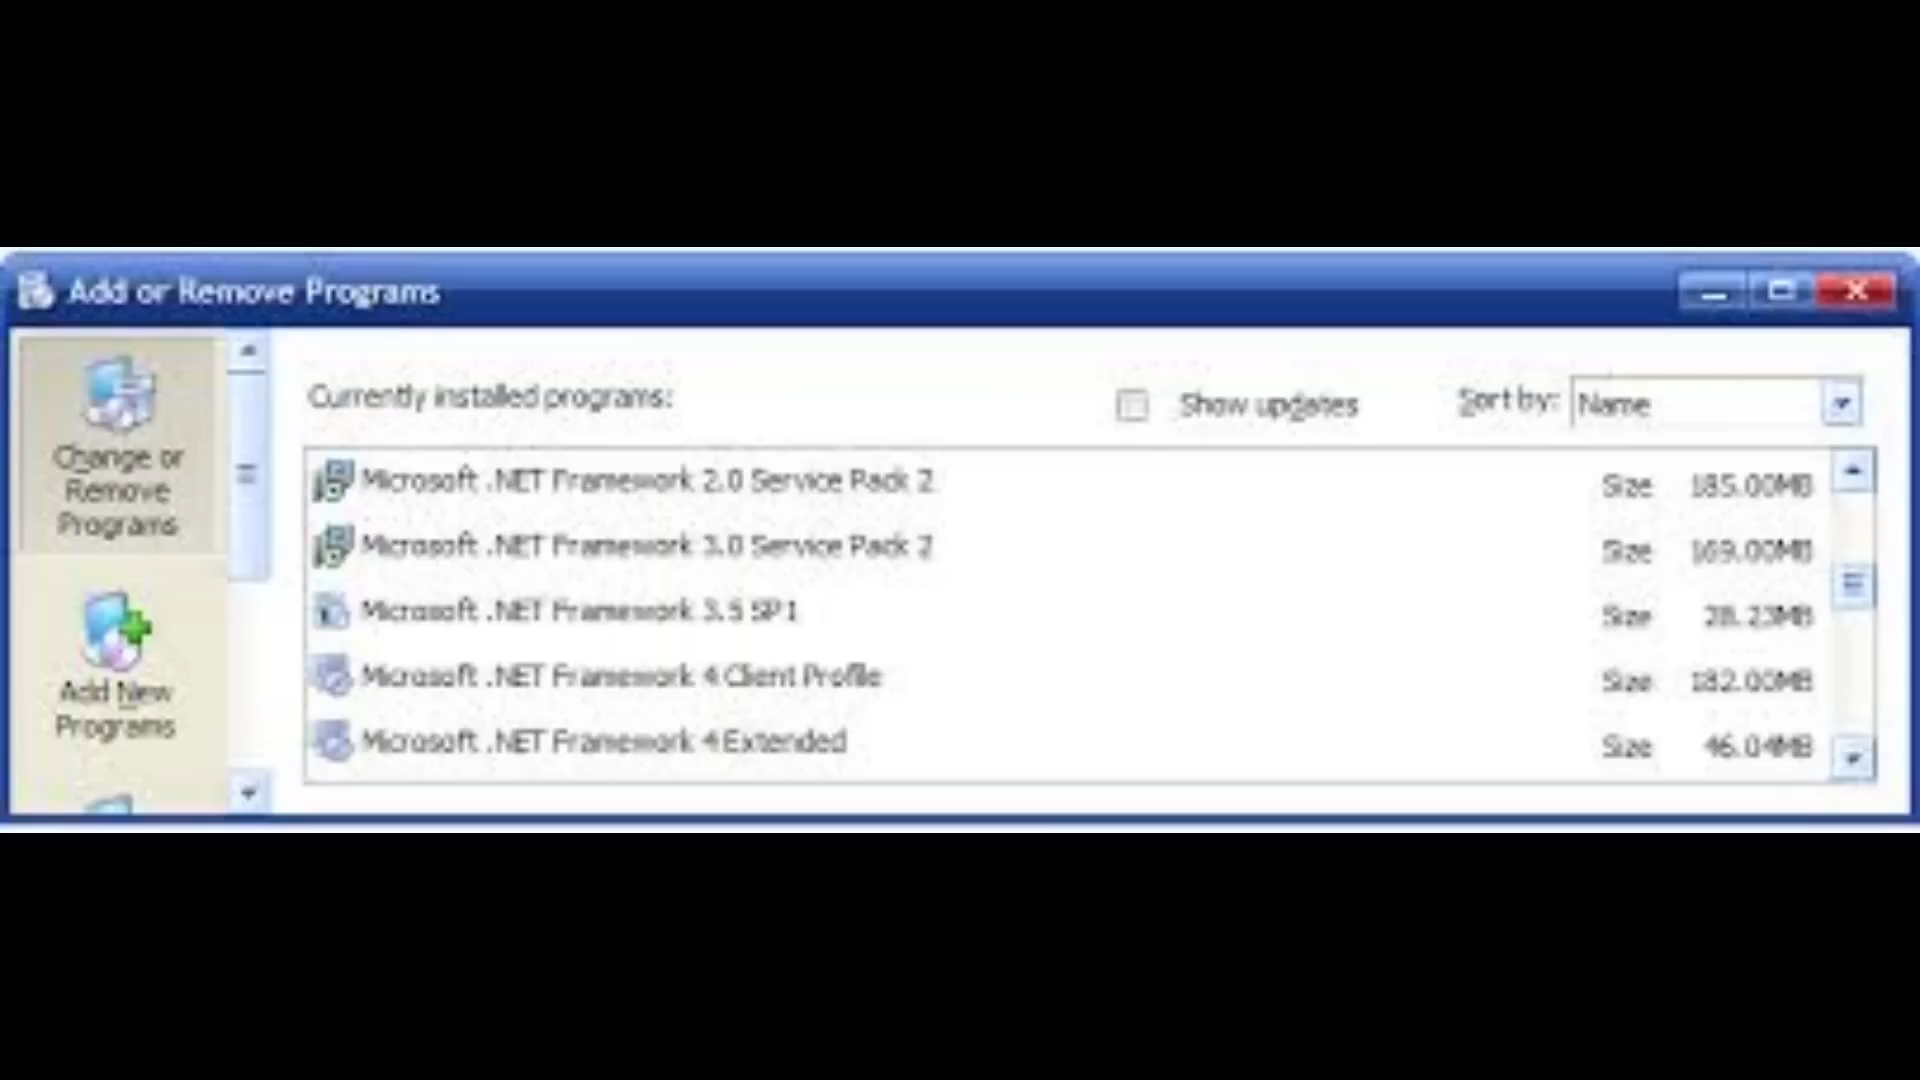 Add or Remove Programs
Change or
Remove
Programs
Add New
Programs
Currently installed programs:
Show updates
Sort by:
Name
Microsoft .NET Framework 2.0 Service Pack 2
Size 185.00MB
Microsoft .NET Framework 3.0 Service Pack 2
Size 169.00MB
Microsoft .NET Framework 3.5 SP1
Size 28.23MB
Microsoft .NET Framework 4 Client Profile
Size 182.00MB
Microsoft .NET Framework 4 Extended
Size 46.04MB